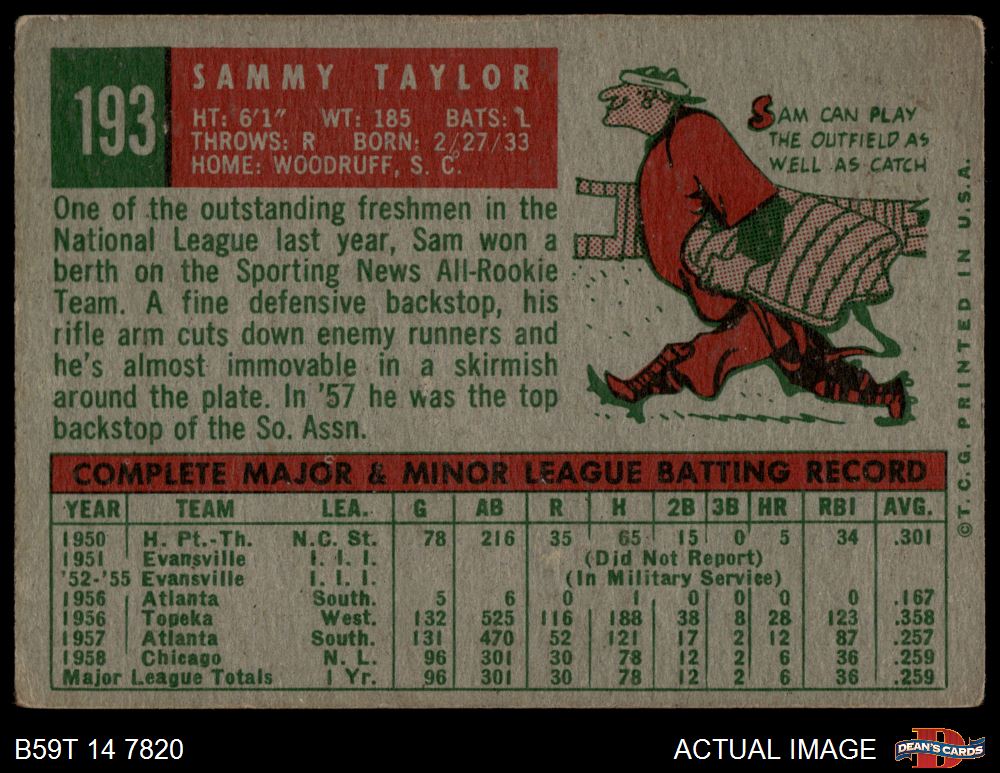 193
SAMMY TAYLOR
HT: 6'1" WT: 185 BATS: L
THROWS: R BORN: 2/27/33
HOME: WOODRUFF, S. C.
SAM CAN PLAY
THE OUTFIELD AS
WELL AS CATCH
One of the outstanding freshmen in the
National League last year, Sam won a
berth on the Sporting News All-Rookie
Team. A fine defensive backstop, his
rifle arm cuts down enemy runners and
he's almost immovable in a skirmish
around the plate. In '57 he was the top
backstop of the So. Assn.
COMPLETE MAJOR & MINOR LEAGUE BATTING RECORD
YEAR TEAM LEA. G AB R H 2B 3B HR RBI AVG.
1950 H. Pt.-Th. N.C. St. 78 216 35 65 15 0 5 34 .301
1951 Evansville I. I. I. (Did Not Report)
'52-'55 Evansville I. I. I. (In Military Service)
1956 Atlanta South. 5 6 0 1 0 0 0 0 .167
1956 Topeka West. 132 525 116 188 38 8 28 123 .358
1957 Atlanta South. 131 470 52 121 17 2 12 87 .257
1958 Chicago N. L. 96 301 30 78 12 2 6 36 .259
Major League Totals 1 Yr. 96 301 30 78 12 2 6 36 .259
©T.C.G. PRINTED IN U.S.A.
B59T 14 7820
ACTUAL IMAGE
D
DEAN'S CARDS